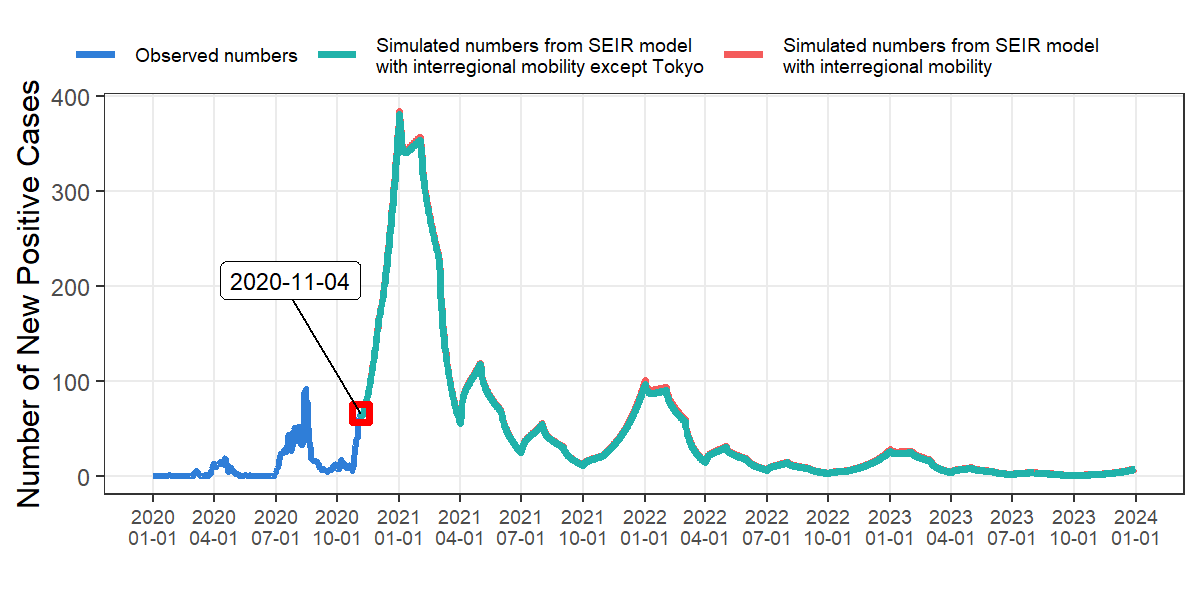 Observed numbers
Simulated numbers from SEIR model
with interregional mobility except Tokyo
Simulated numbers from SEIR model
with interregional mobility
Number of New Positive Cases
400
300
200
100
0
2020-11-04
2020 2020 2020 2020 2021 2021 2021 2021 2022 2022 2022 2022 2023 2023 2023 2023 2024
01-01 04-01 07-01 10-01 01-01 04-01 07-01 10-01 01-01 04-01 07-01 10-01 01-01 04-01 07-01 10-01 01-01